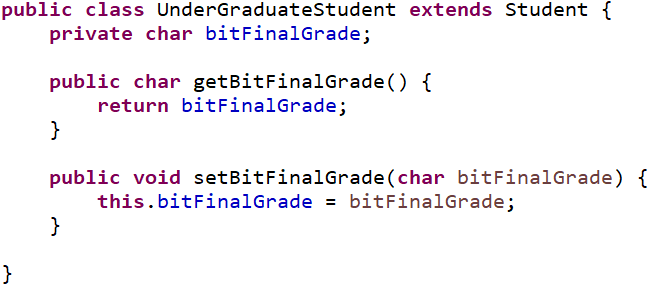 public class UnderGraduateStudent extends Student {
    private char bitFinalGrade;

    public char getBitFinalGrade() {
        return bitFinalGrade;
    }

    public void setBitFinalGrade(char bitFinalGrade) {
        this.bitFinalGrade = bitFinalGrade;
    }

}